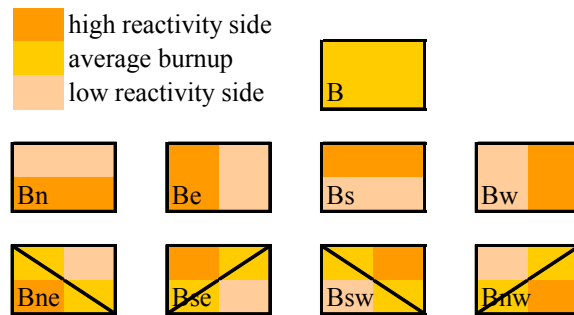 high reactivity side
average burnup
low reactivity side
B
Bn Be Bs Bw
Bne Bse Bsw Bnw